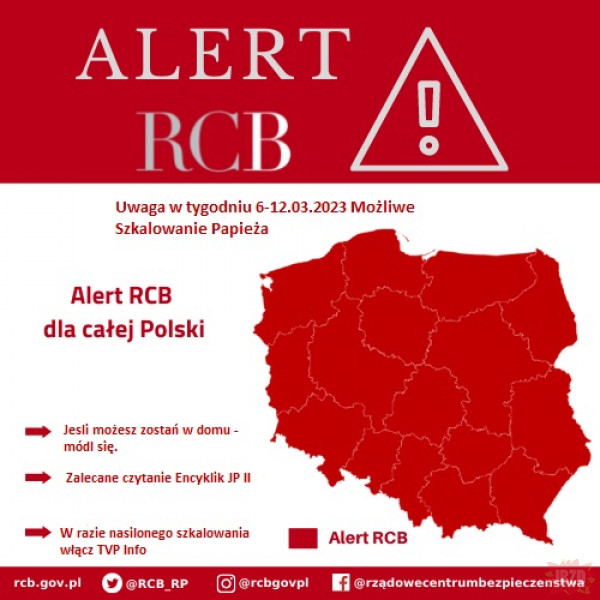 ALERT
RCB
Uwaga w tygodniu 6-12.03.2023 Możliwe
Szkalowanie Papieża
Alert RCB
dla całej Polski
Jesli możesz zostań w domu -
módl się.
Zalecane czytanie Encyklik JP II
W razie nasilonego szkalowania
włącz TVP Info
Alert RCB
rcb.gov.pl @RCB_RP @rcbgovpl @rządowecentrumbezpieczenstwa